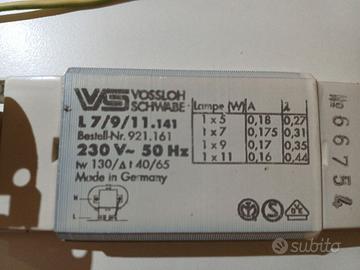 VS VOSSLOH
SCHWABE
L 7/9/11.141
Bestell-Nr. 921.161
230 V~ 50 Hz
tw 130/Δt 40/65
Made in Germany
Lampe (W) A λ
1 x 5 0,18 0,27
1 x 7 0,175 0,31
1 x 9 0,17 0,35
1 x 11 0,16 0,44
N
L
S
No 66754
subito